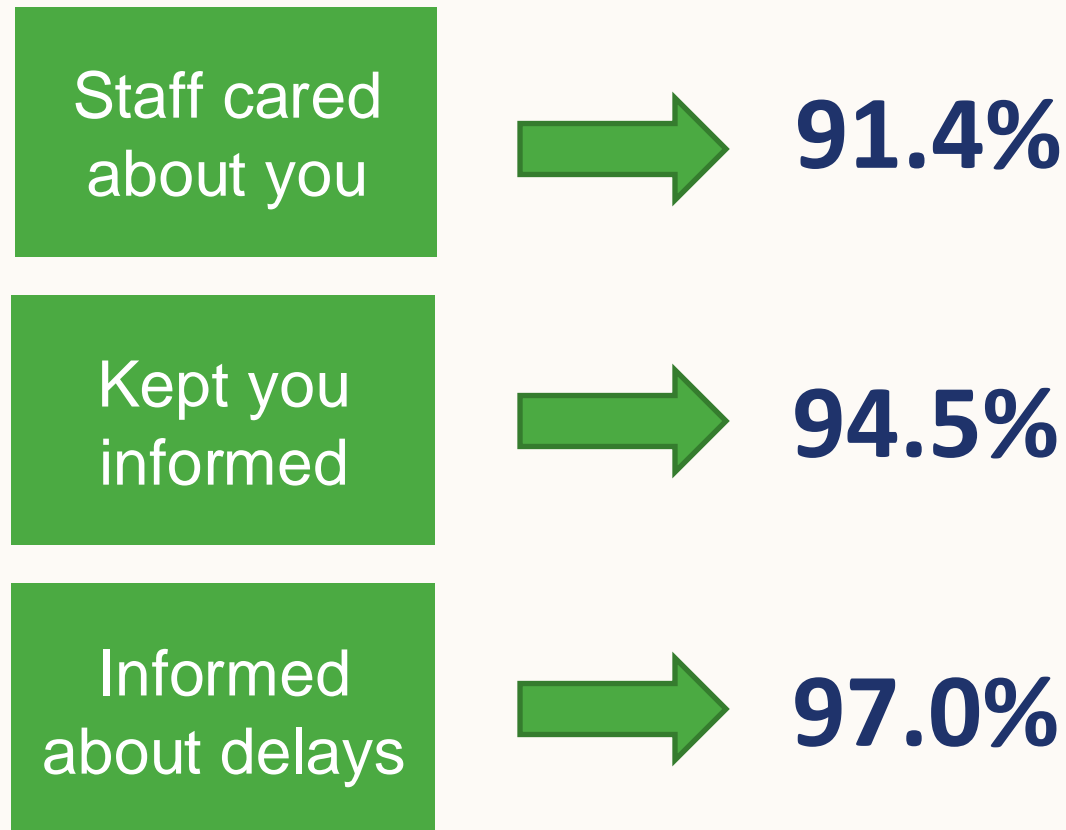 Staff cared
about you
91.4%
Kept you
informed
94.5%
Informed
about delays
97.0%